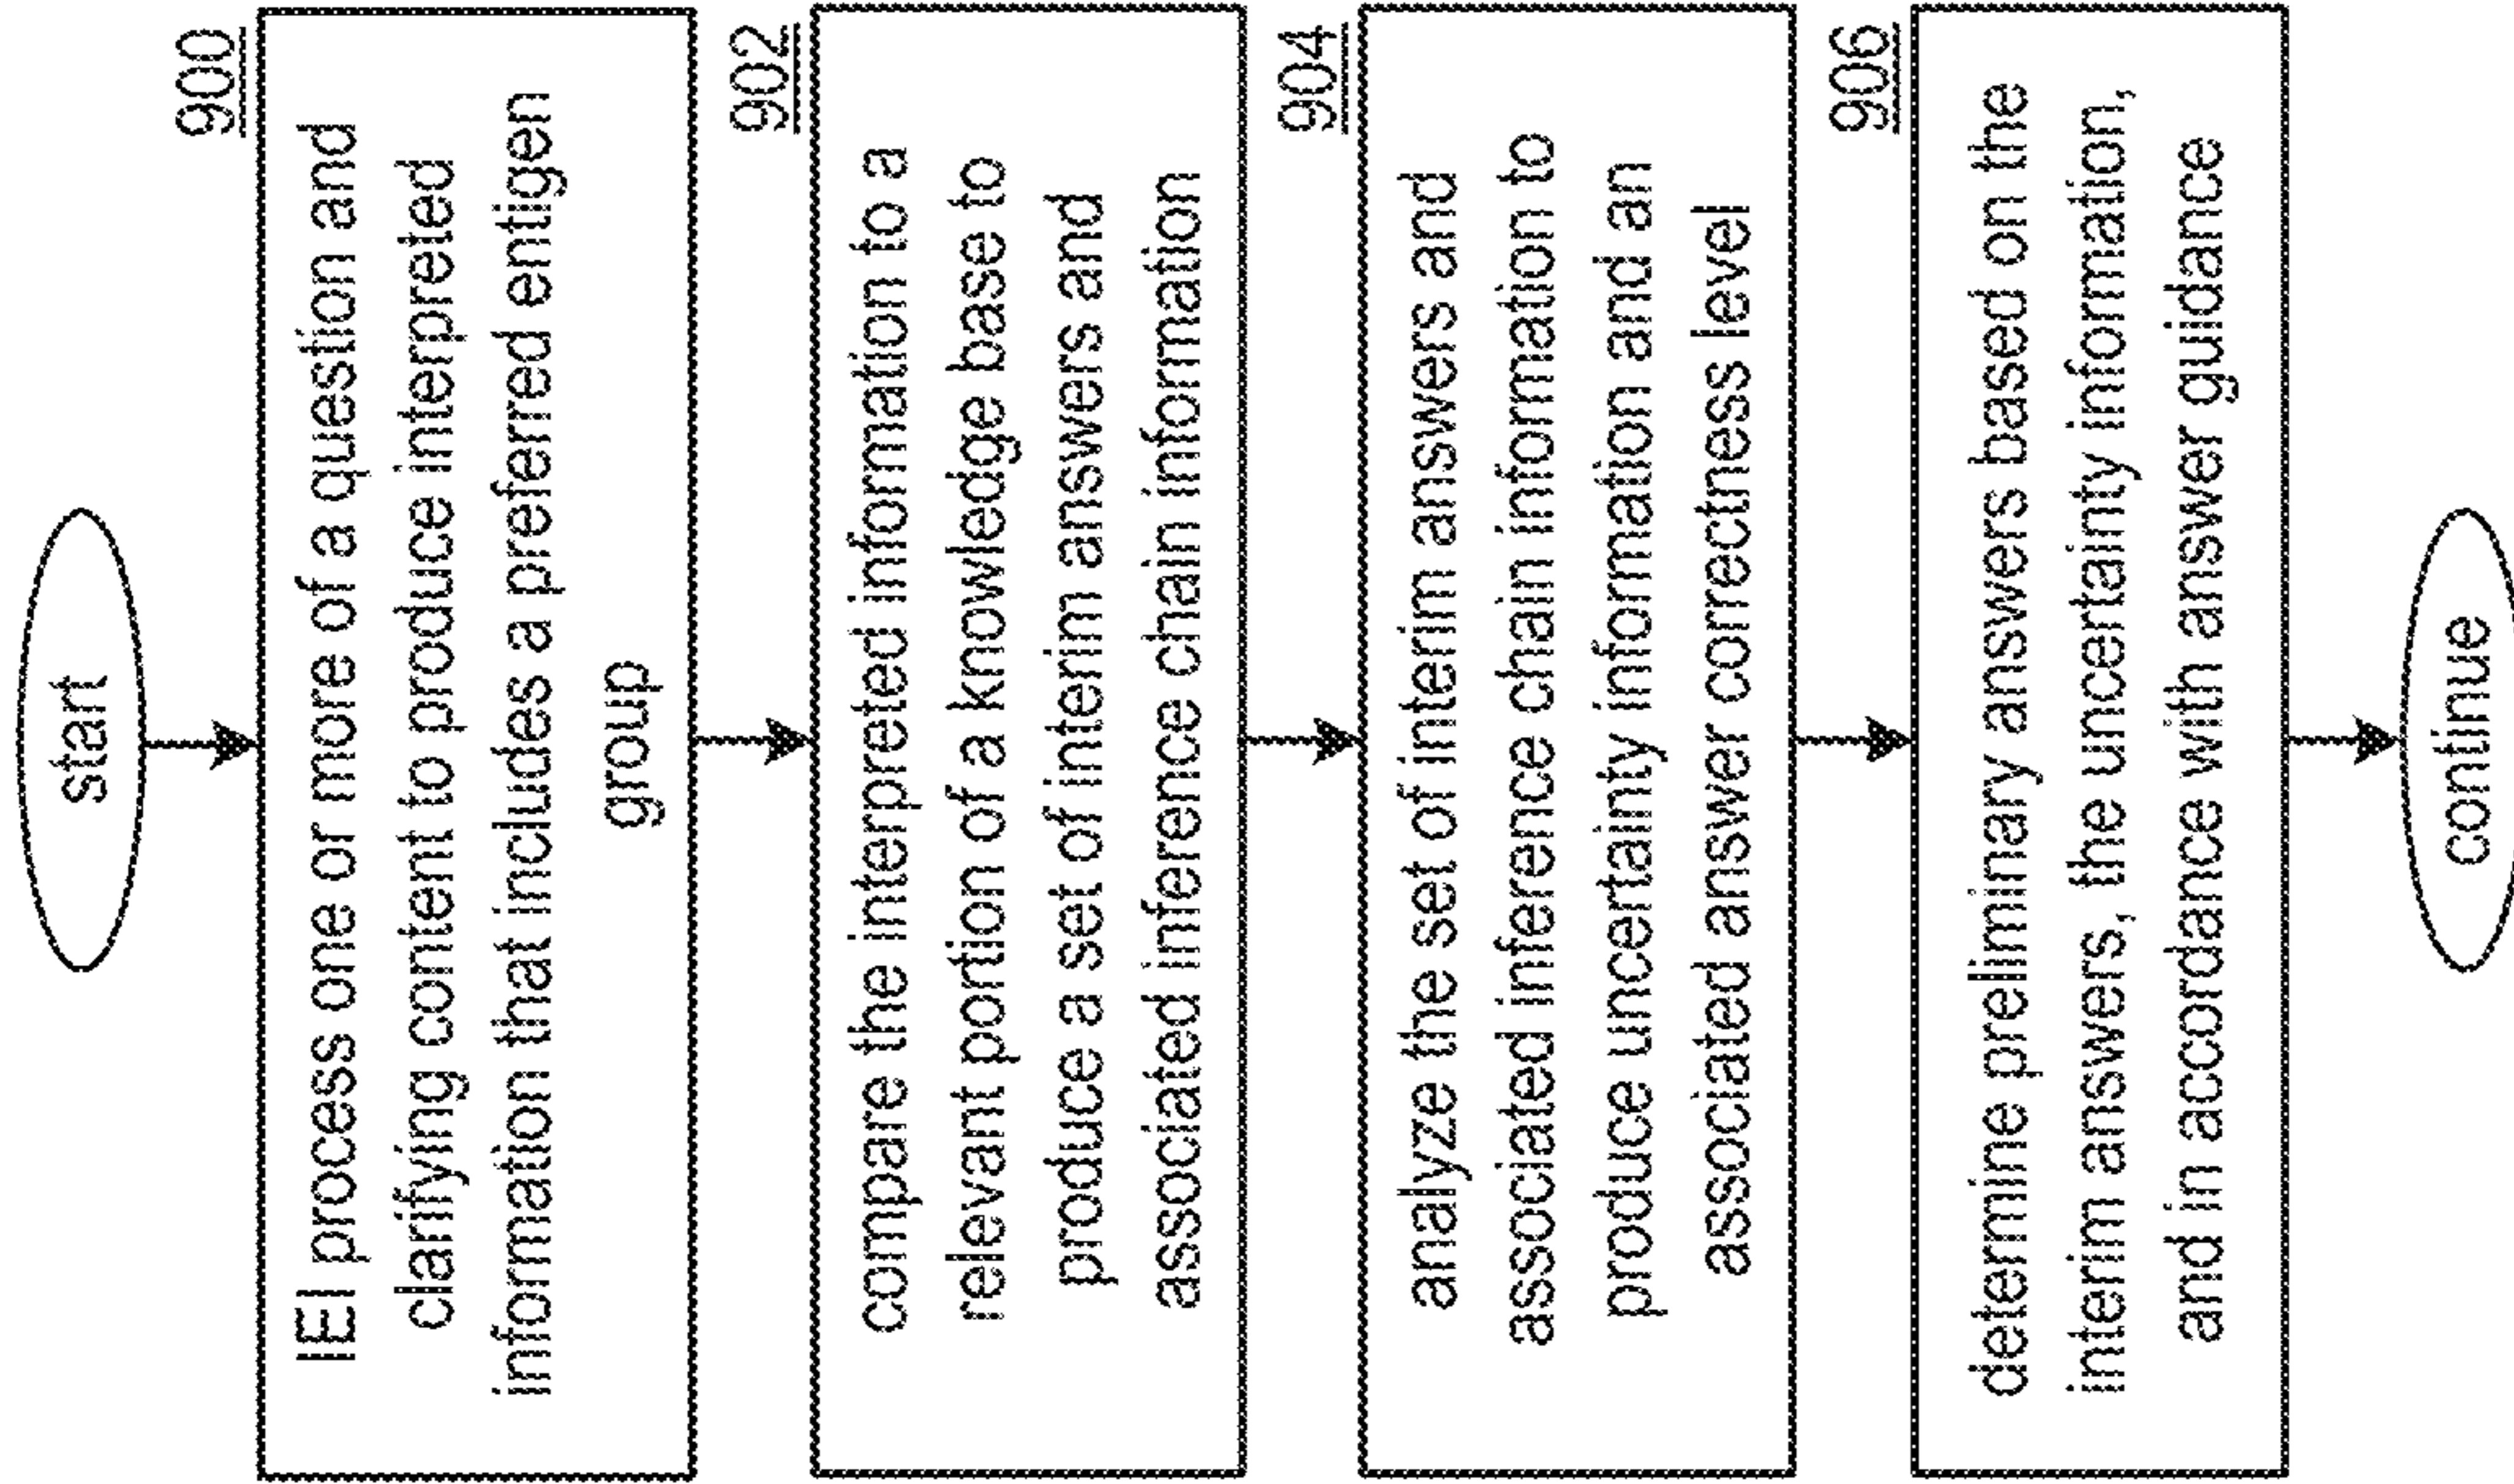 start
900
IEI process one or more of a question and
clarifying content to produce interpreted
information that includes a preferred entigen
group
902
compare the interpreted information to a
relevant portion of a knowledge base to
produce a set of interim answers and
associated inference chain information
904
analyze the set of interim answers and
associated inference chain information to
produce uncertainty information and an
associated answer correctness level
906
determine preliminary answers based on the
interim answers, the uncertainty information,
and in accordance with answer guidance
continue